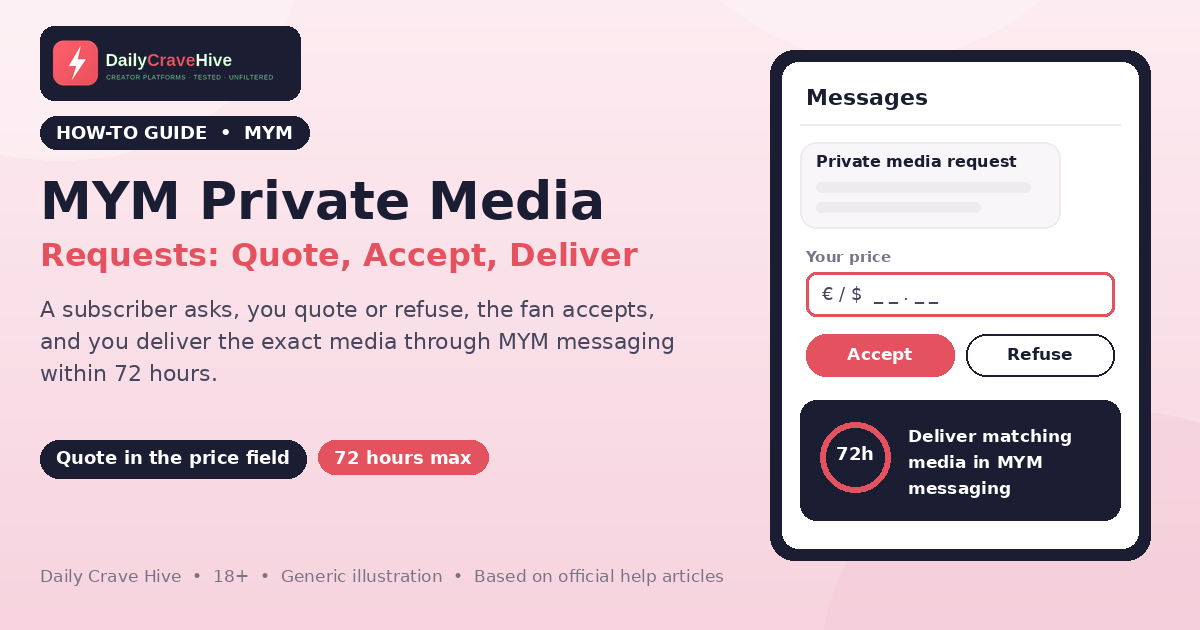 DailyCraveHive
CREATOR PLATFORMS · TESTED · UNFILTERED
HOW-TO GUIDE • MYM
MYM Private Media
Requests: Quote, Accept, Deliver
A subscriber asks, you quote or refuse, the fan accepts,
and you deliver the exact media through MYM messaging
within 72 hours.
Quote in the price field
72 hours max
Daily Crave Hive • 18+ • Generic illustration • Based on official help articles
Messages
Private media request
Your price
€ / $ _ _ . _ _
Accept
Refuse
72h
Deliver matching
media in MYM
messaging